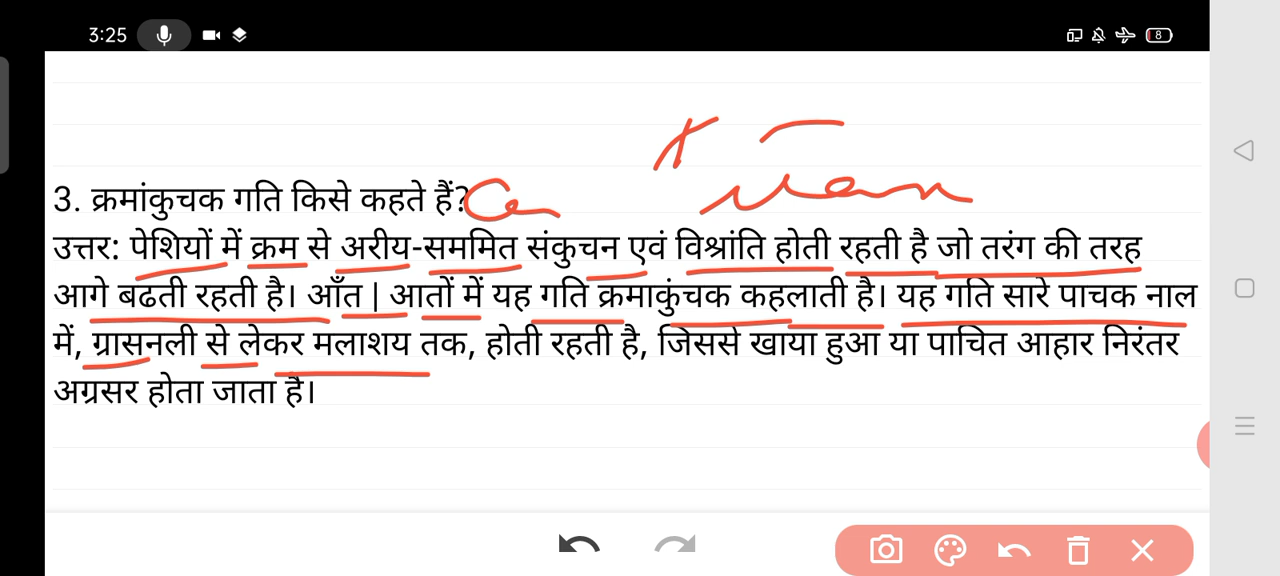 3:25
8
3. क्रमांकुचक गति किसे कहते हैं?
उत्तर: पेशियों में क्रम से अरीय-सममित संकुचन एवं विश्रांति होती रहती है जो तरंग की तरह
आगे बढती रहती है। आँत | आतों में यह गति क्रमाकुंचक कहलाती है। यह गति सारे पाचक नाल
में, ग्रासनली से लेकर मलाशय तक, होती रहती है, जिससे खाया हुआ या पाचित आहार निरंतर
अग्रसर होता जाता है।